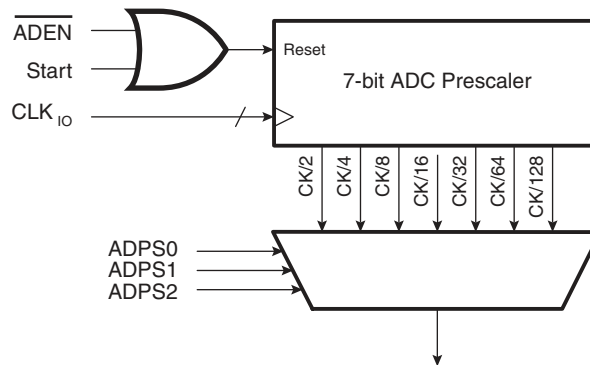 ADEN
Start
CLK IO
Reset
7-bit ADC Prescaler
CK/2
CK/4
CK/8
CK/16
CK/32
CK/64
CK/128
ADPS0
ADPS1
ADPS2